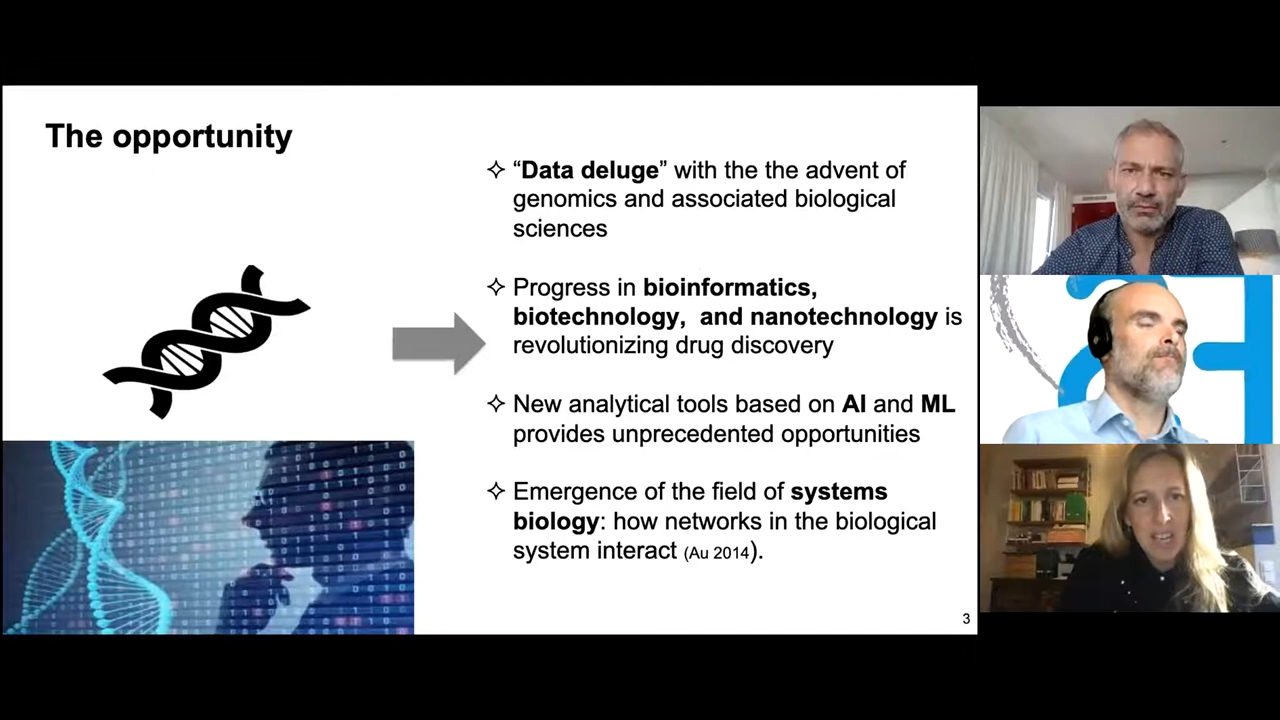 The opportunity
“Data deluge” with the the advent of
genomics and associated biological
sciences
Progress in bioinformatics,
biotechnology, and nanotechnology is
revolutionizing drug discovery
New analytical tools based on AI and ML
provides unprecedented opportunities
Emergence of the field of systems
biology: how networks in the biological
system interact (Au 2014).
3